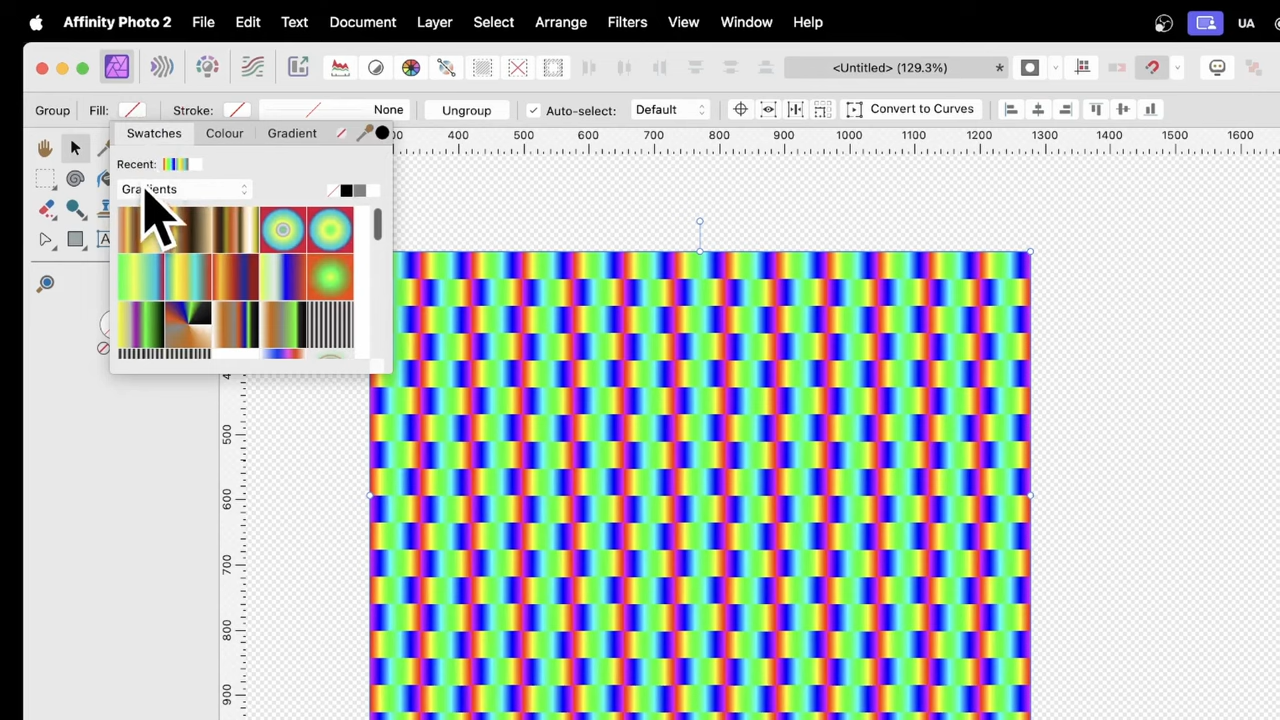 Affinity Photo 2 File Edit Text Document Layer Select Arrange Filters View Window Help UA
<Untitled> (129.3%) *
Group Fill: Stroke: None Ungroup Auto-select: Default Convert to Curves
Swatches Colour Gradient
400 500 600 700 800 900 1000 1100 1200 1300 1400 1500 1600
Recent:
Gradients
500
600
700
800
900